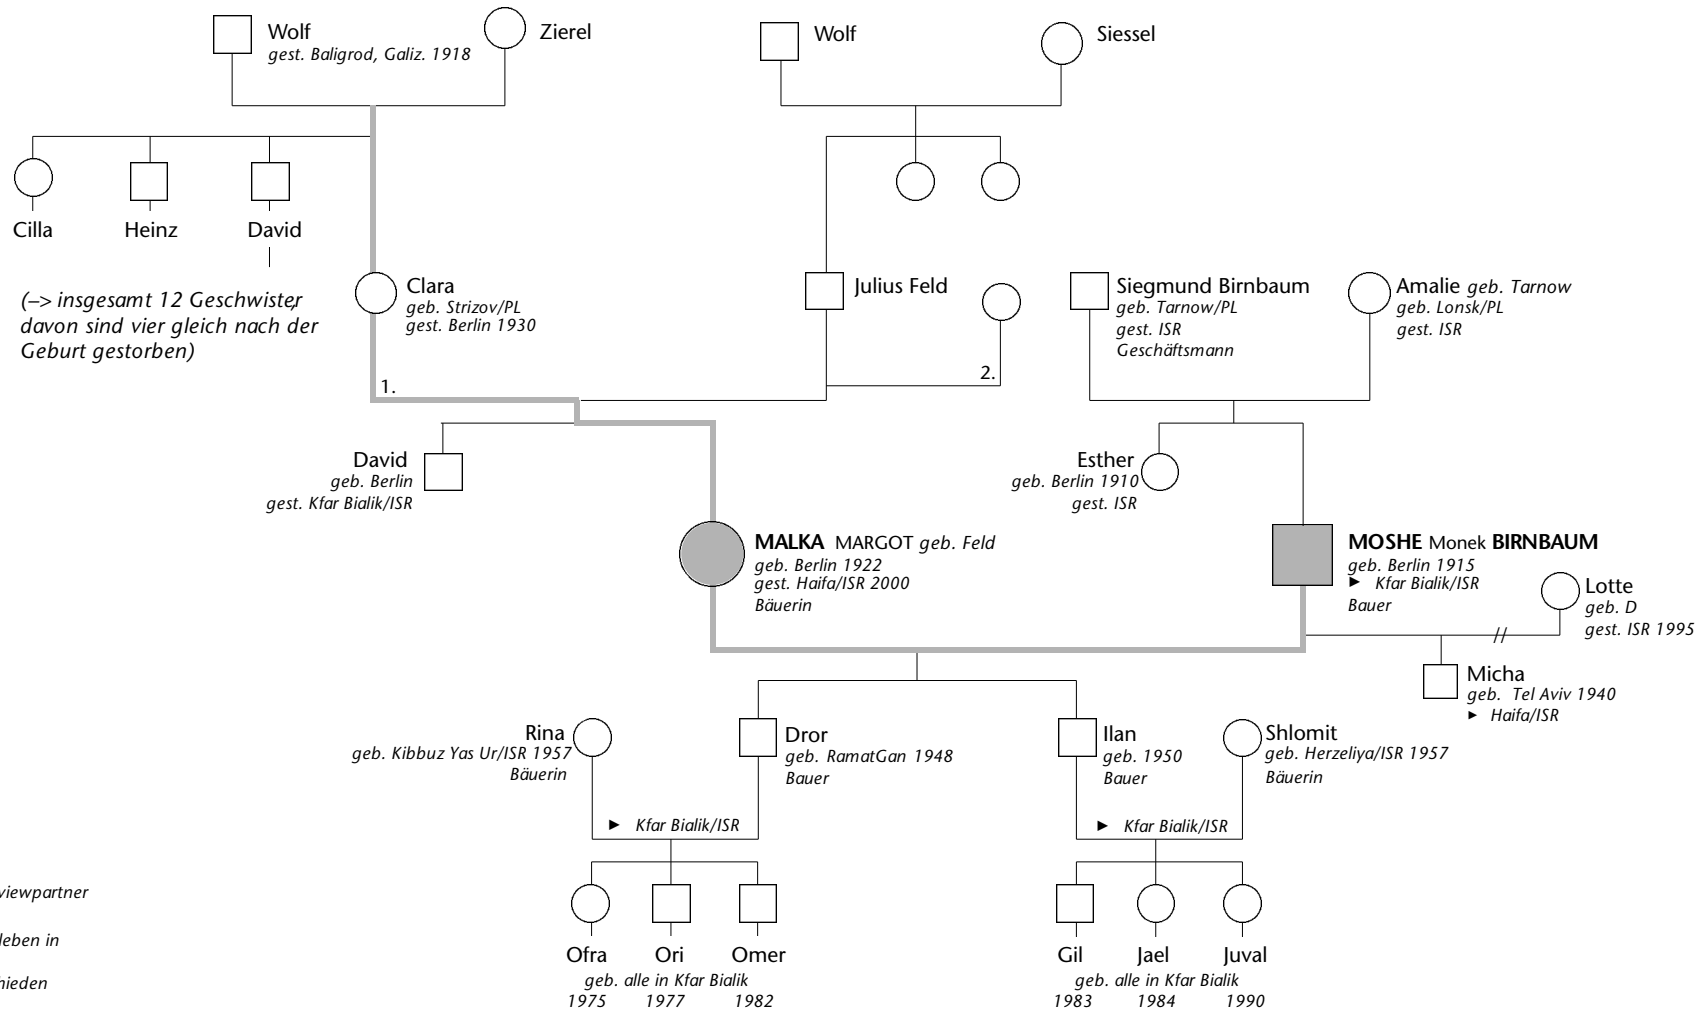 Wolf
gest. Baligrod, Galiz. 1918
Zierel
Wolf
Siessel
Cilla
Heinz
David
(–> insgesamt 12 Geschwister,
davon sind vier gleich nach der
Geburt gestorben)
Clara
geb. Strizov/PL
gest. Berlin 1930
Julius Feld
Siegmund Birnbaum
geb. Tarnow/PL
gest. ISR
Geschäftsmann
Amalie geb. Tarnow
geb. Lonsk/PL
gest. ISR
1.
2.
David
geb. Berlin
gest. Kfar Bialik/ISR
Esther
geb. Berlin 1910
gest. ISR
MALKA MARGOT geb. Feld
geb. Berlin 1922
gest. Haifa/ISR 2000
Bäuerin
MOSHE Monek BIRNBAUM
geb. Berlin 1915
► Kfar Bialik/ISR
Bauer
Lotte
geb. D
gest. ISR 1995
Micha
geb. Tel Aviv 1940
► Haifa/ISR
Rina
geb. Kibbuz Yas Ur/ISR 1957
Bäuerin
Dror
geb. RamatGan 1948
Bauer
Ilan
geb. 1950
Bauer
Shlomit
geb. Herzeliya/ISR 1957
Bäuerin
► Kfar Bialik/ISR
► Kfar Bialik/ISR
Ofra Ori Omer
geb. alle in Kfar Bialik
1975 1977 1982
Gil Jael Juval
geb. alle in Kfar Bialik
1983 1984 1990
viewpartner
leben in
hieden